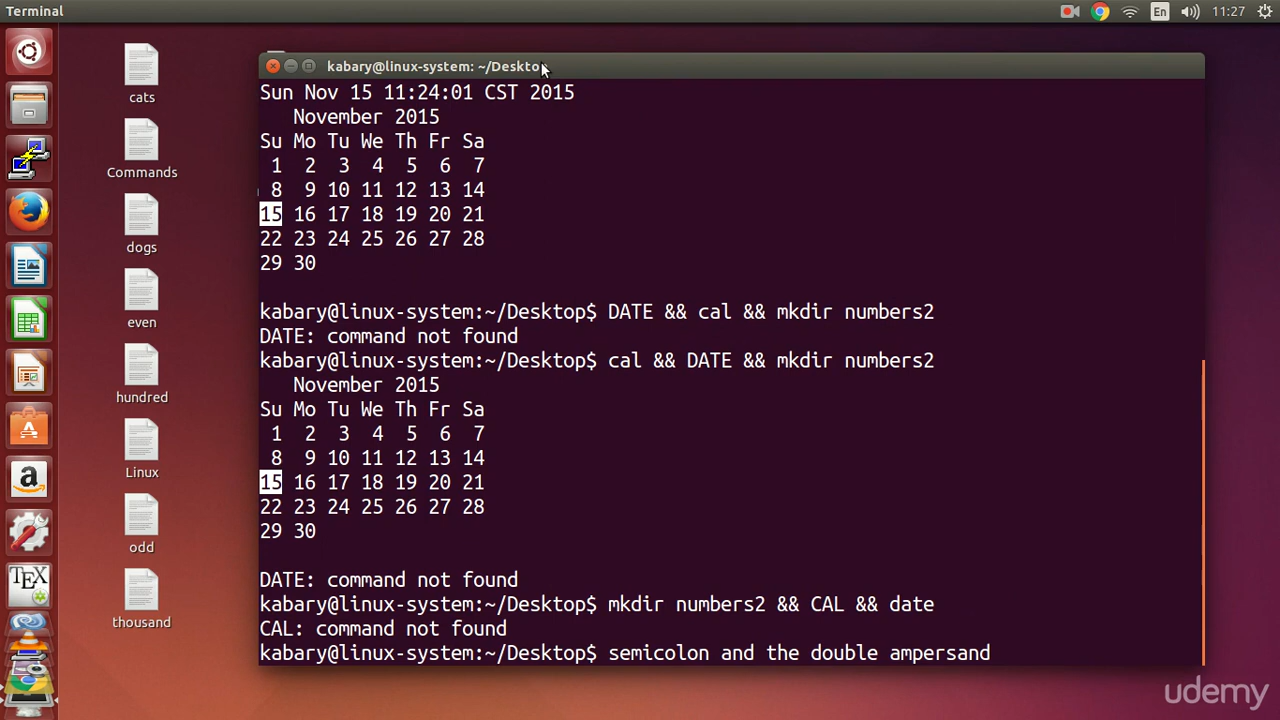 Terminal
En
11:27
cats
Commands
dogs
even
hundred
Linux
odd
thousand
kabary@linux-system: ~/Deskto
Sun Nov 15 11:24:01 CST 2015
November 2015
Su Mo Tu We Th Fr Sa
1 2 3 4 5 6 7
8 9 10 11 12 13 14
15 16 17 18 19 20 21
22 23 24 25 26 27 28
29 30
kabary@linux-system:~/Desktop$ DATE && cal && mkdir numbers2
DATE: command not found
kabary@linux-system:~/Desktop$ cal && DATE && mkdir numbers2
November 2015
Su Mo Tu We Th Fr Sa
1 2 3 4 5 6 7
8 9 10 11 12 13 14
15 16 17 18 19 20 21
22 23 24 25 26 27 28
29 30
DATE: command not found
kabary@linux-system:~/Desktop$ mkdir numbers2 && CAL && date
CAL: command not found
kabary@linux-system:~/Desktop$ semicolon and the double ampersand
TEX
udemy